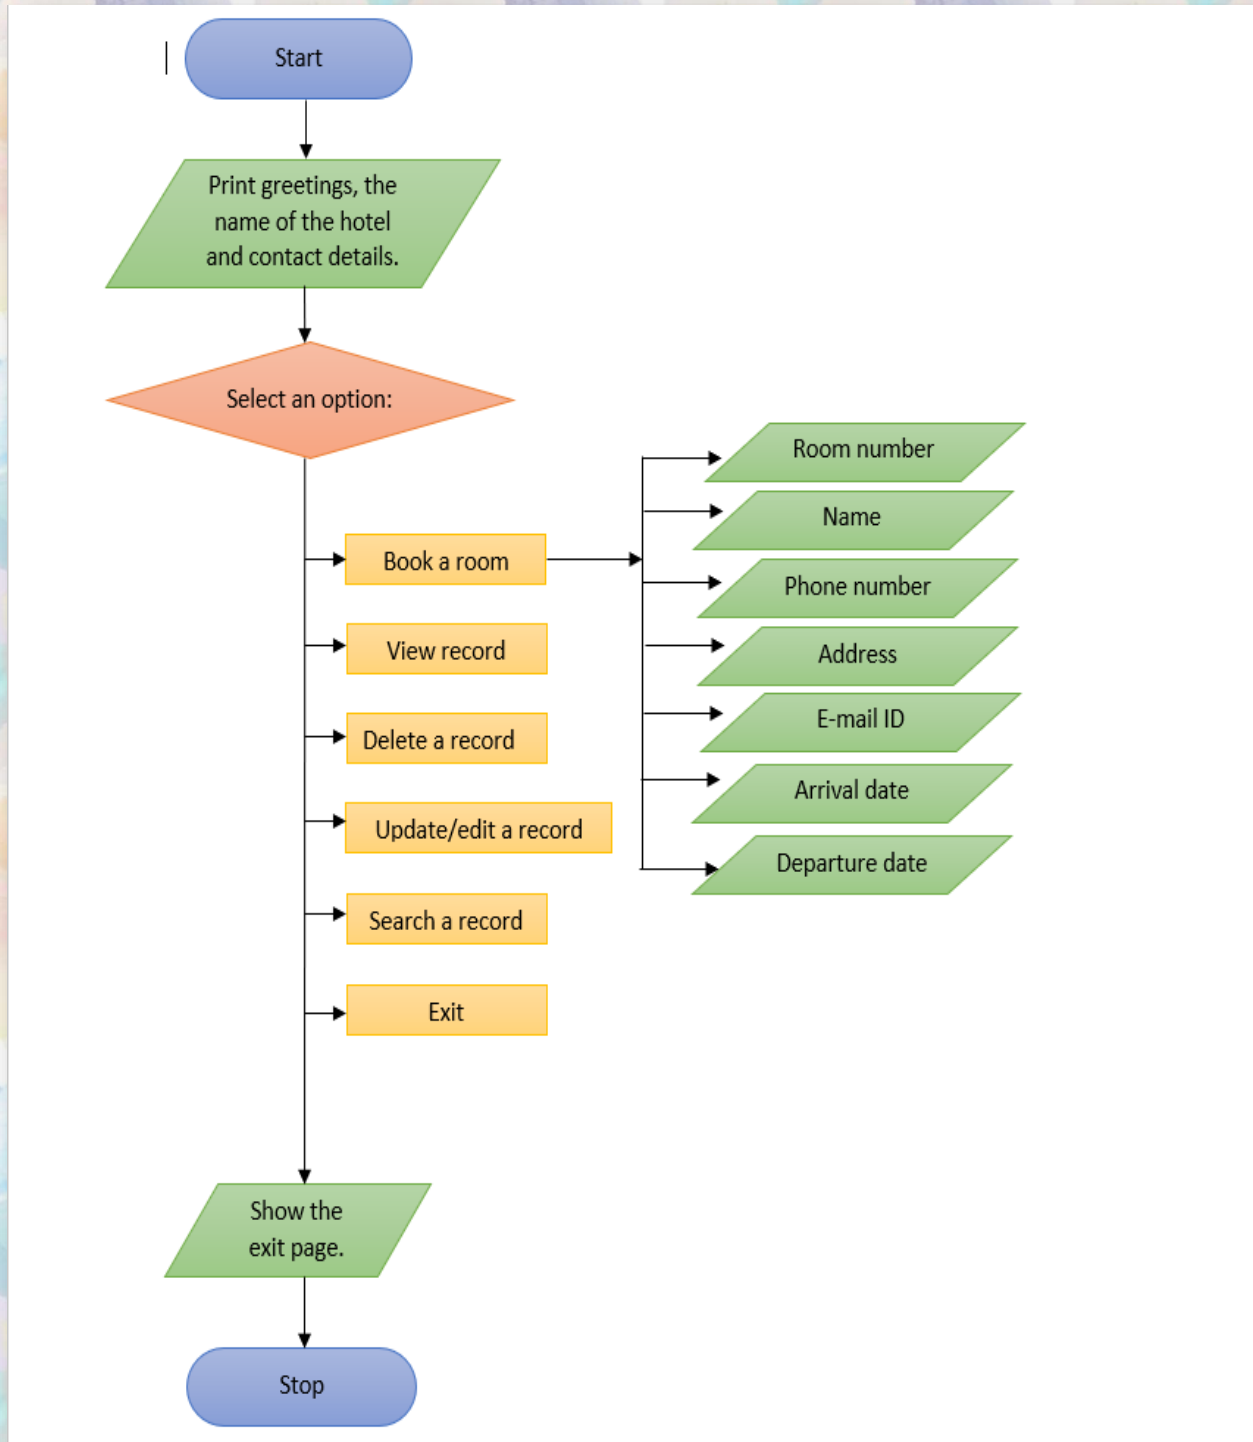 Start
Print greetings, the
name of the hotel
and contact details.
Select an option:
Book a room
View record
Delete a record
Update/edit a record
Search a record
Exit
Room number
Name
Phone number
Address
E-mail ID
Arrival date
Departure date
Show the
exit page.
Stop